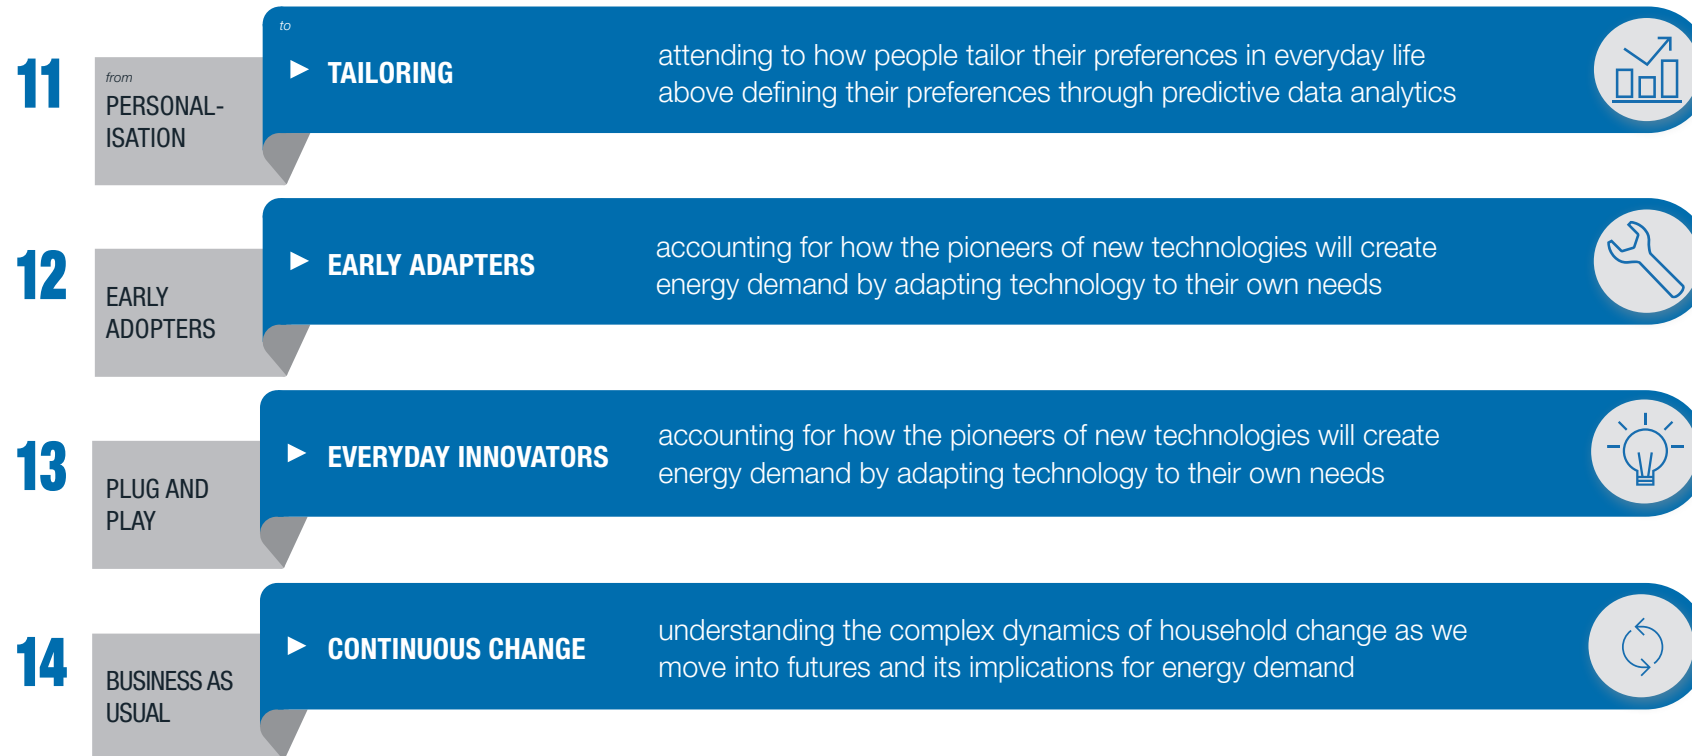 11
from
PERSONAL-
ISATION
to
TAILORING
attending to how people tailor their preferences in everyday life
above defining their preferences through predictive data analytics
12
EARLY
ADOPTERS
EARLY ADAPTERS
accounting for how the pioneers of new technologies will create
energy demand by adapting technology to their own needs
13
PLUG AND
PLAY
EVERYDAY INNOVATORS
accounting for how the pioneers of new technologies will create
energy demand by adapting technology to their own needs
14
BUSINESS AS
USUAL
CONTINUOUS CHANGE
understanding the complex dynamics of household change as we
move into futures and its implications for energy demand